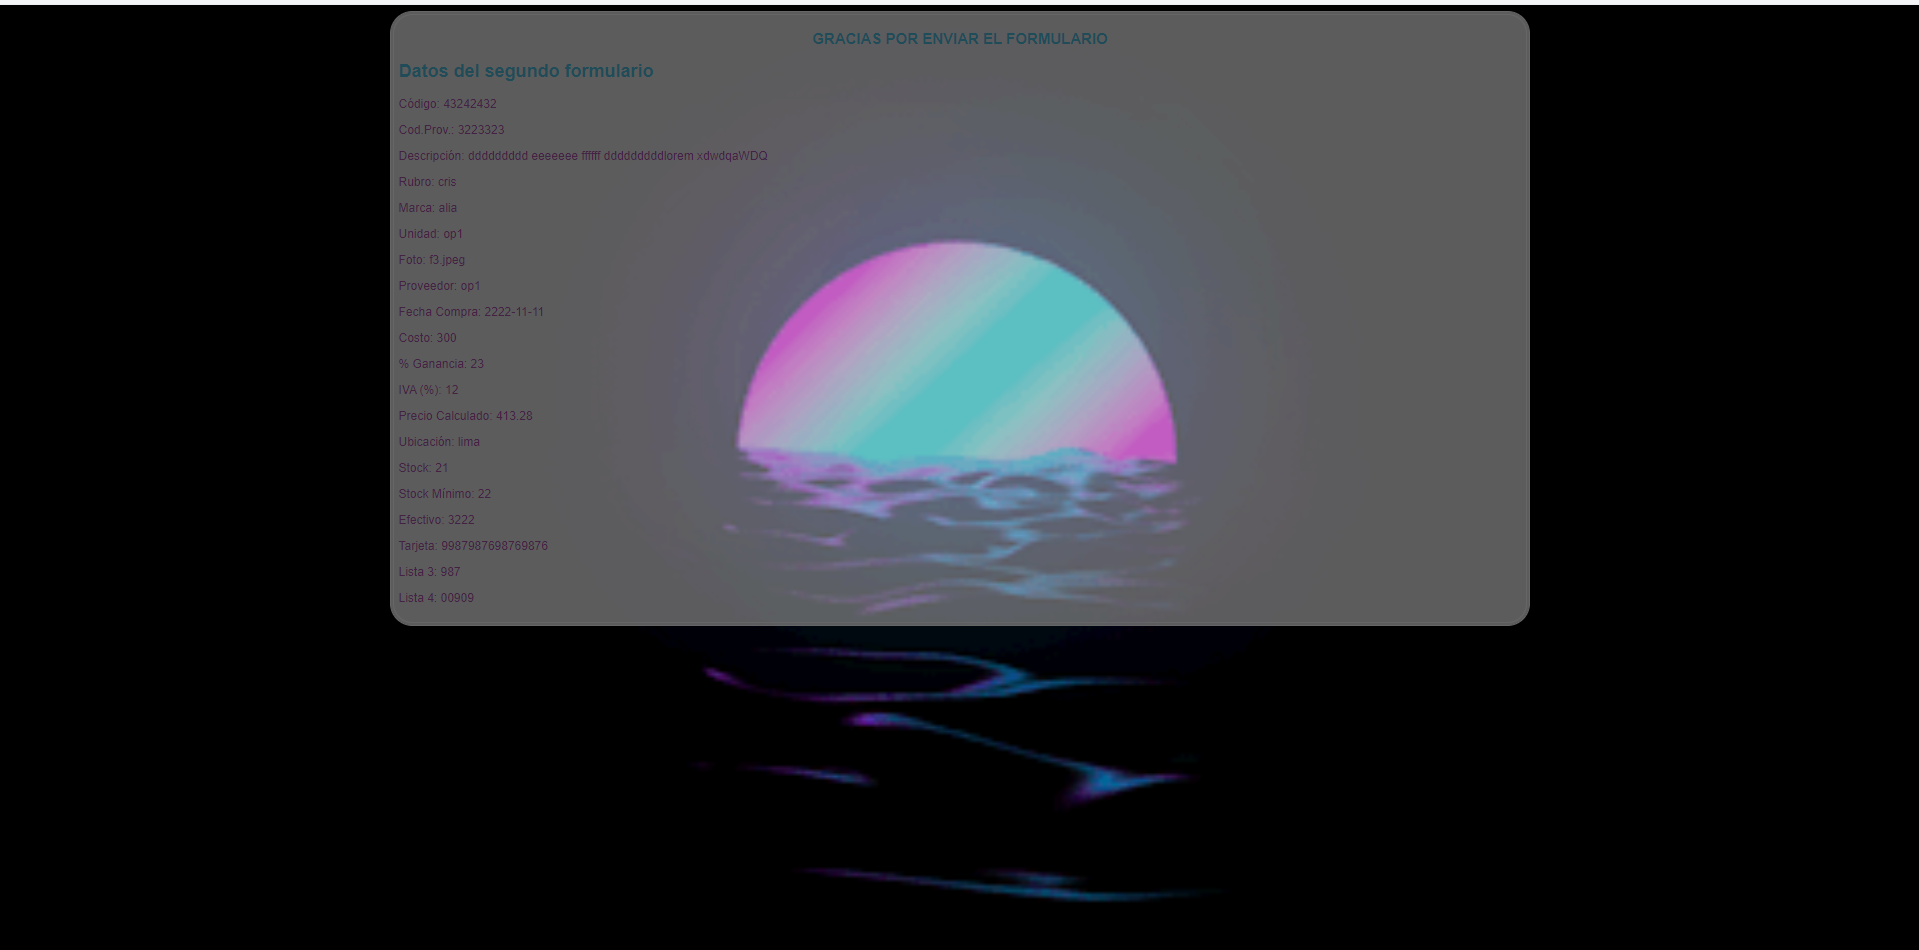 GRACIAS POR ENVIAR EL FORMULARIO
Datos del segundo formulario
Código: 43242432
Cod.Prov.: 3223323
Descripción: ddddddddd eeeeeee ffffff dddddddddlorem xdwdqaWDQ
Rubro: cris
Marca: alia
Unidad: op1
Foto: f3.jpeg
Proveedor: op1
Fecha Compra: 2222-11-11
Costo: 300
% Ganancia: 23
IVA (%): 12
Precio Calculado: 413.28
Ubicación: lima
Stock: 21
Stock Mínimo: 22
Efectivo: 3222
Tarjeta: 9987987698769876
Lista 3: 987
Lista 4: 00909